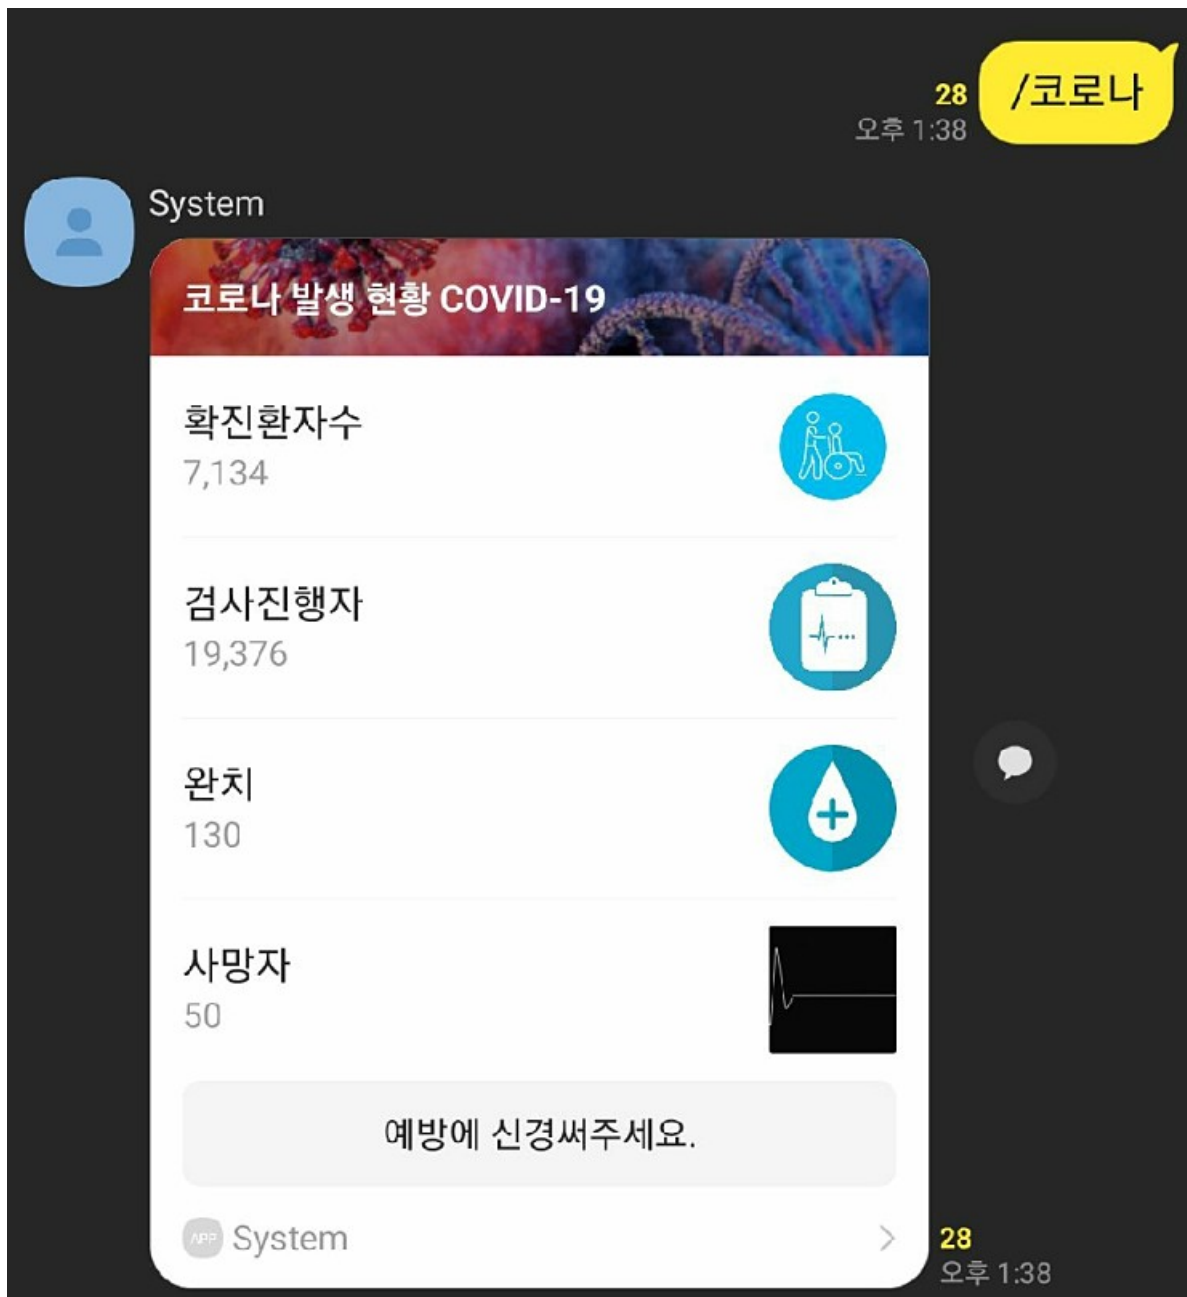 /코로나
28
오후 1:38
System
코로나 발생 현황 COVID-19
확진환자수
7,134
검사진행자
19,376
완치
130
사망자
50
예방에 신경써주세요.
APP System
28
오후 1:38